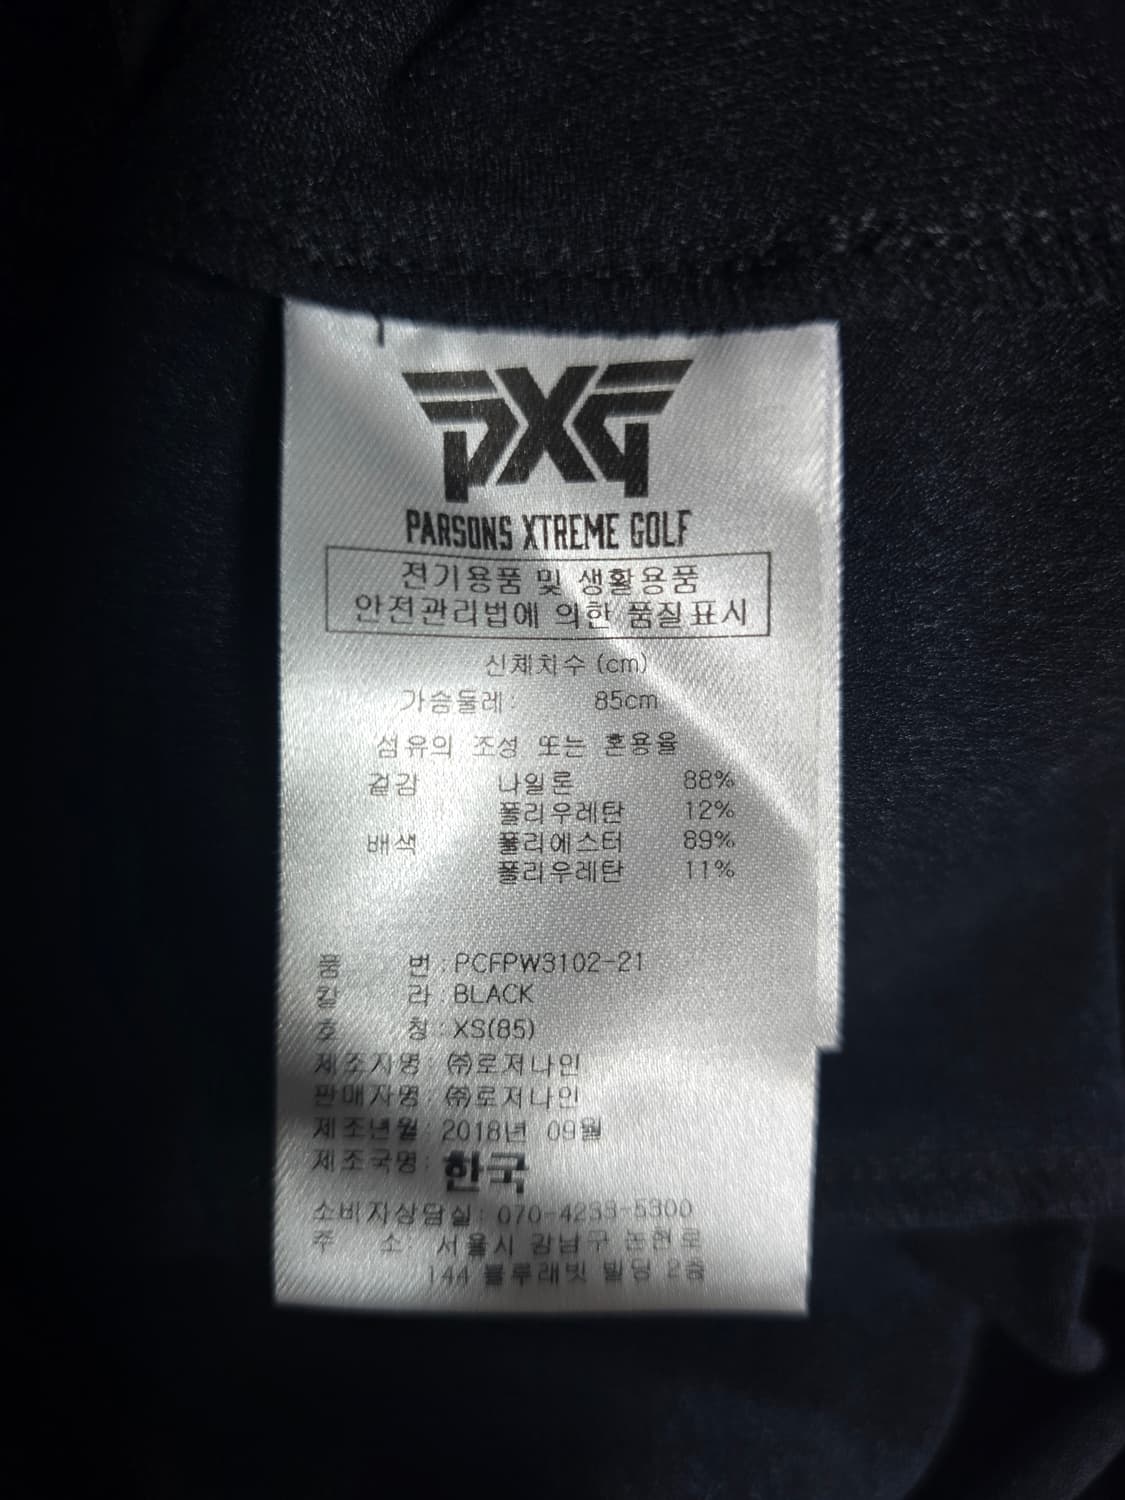 PXG
PARSONS XTREME GOLF
전기용품 및 생활용품
안전관리법에 의한 품질표시
신체치수 (cm)
가슴둘레: 85cm
섬유의 조성 또는 혼용율
겉감 나일론 88%
폴리우레탄 12%
배색 폴리에스터 89%
폴리우레탄 11%
품 번 : PCFPW3102-21
칼 라 : BLACK
호 칭 : XS(85)
제조자명 : ㈜로저나인
판매자명 : ㈜로저나인
제조년월 : 2018년 09월
제조국명 : 한국
소비자상담실: 070-4233-5300
주 소: 서울시 강남구 논현로
144 블루래빗 빌딩 2층